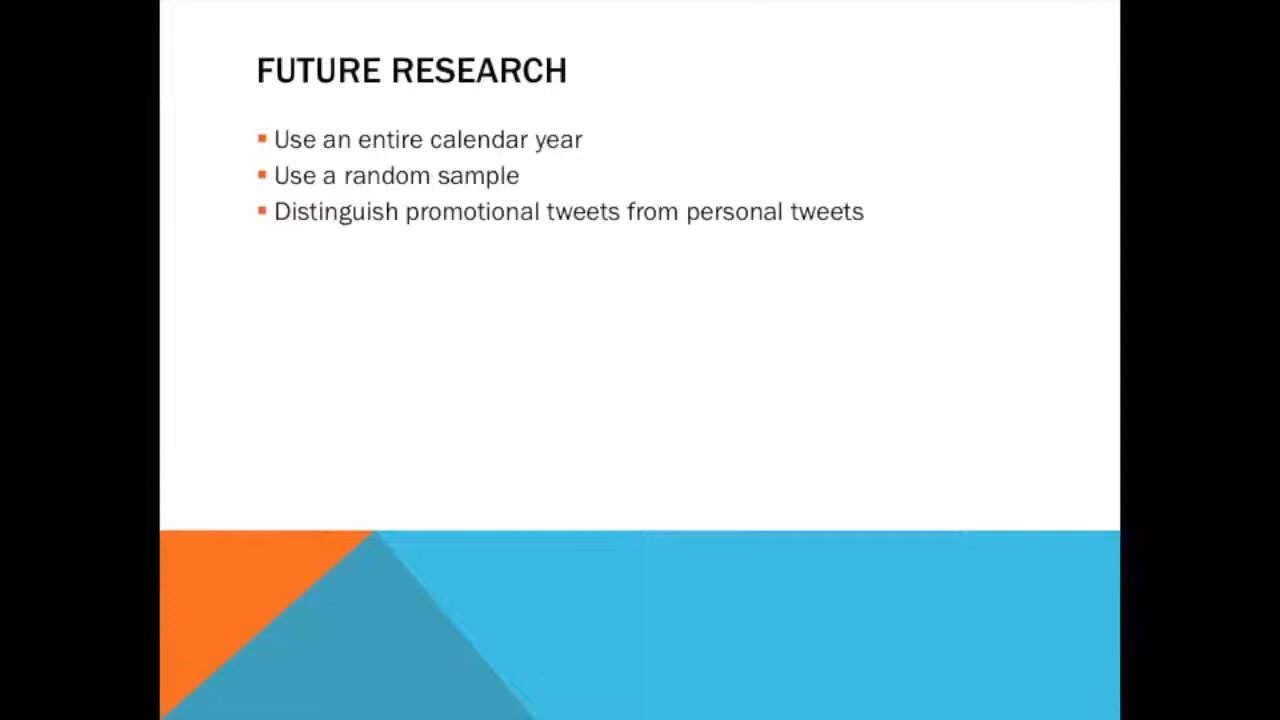 FUTURE RESEARCH
Use an entire calendar year
Use a random sample
Distinguish promotional tweets from personal tweets